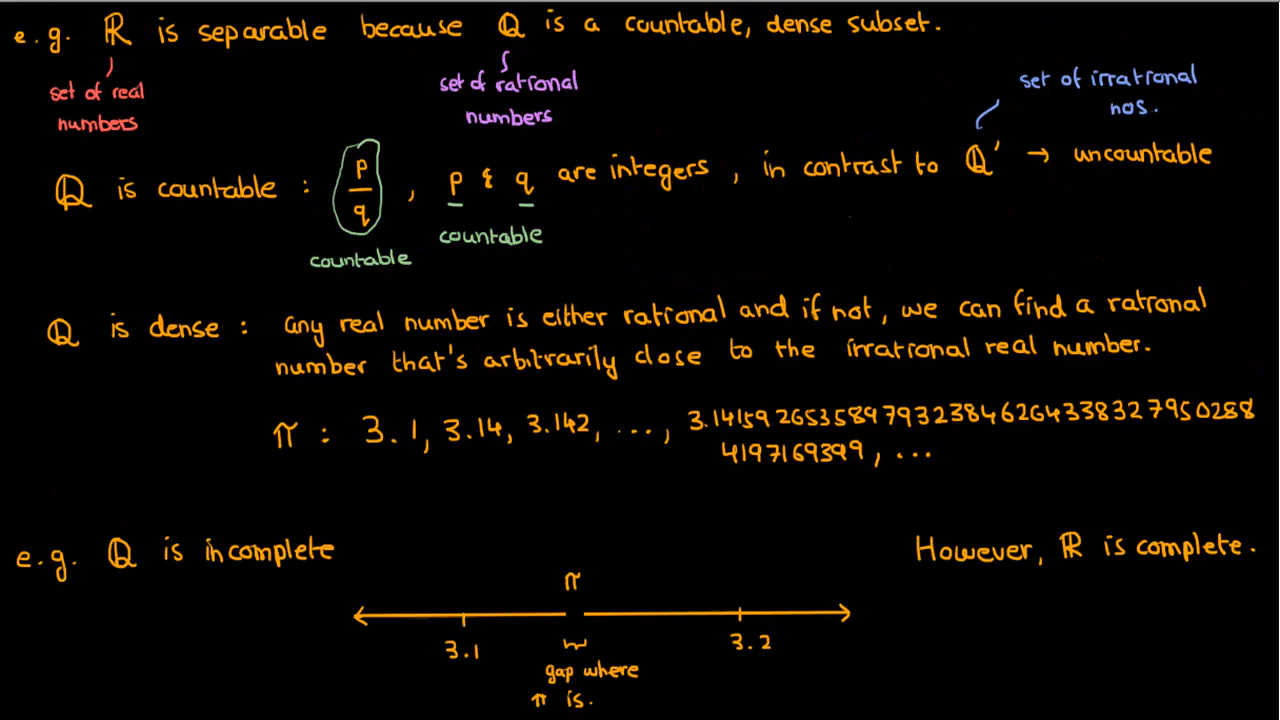 e.g. ℝ is separable because ℚ is a countable, dense subset.
set of real
numbers
set of rational
numbers
set of irrational
nos.
ℚ is countable : p/q , p & q are integers , in contrast to ℚ' → uncountable
countable
countable
ℚ is dense : any real number is either rational and if not, we can find a rational
number that's arbitrarily close to the irrational real number.
π : 3.1, 3.14, 3.142, ..., 3.14159265358979323846264338327950288
4197169399, ...
e.g. ℚ is incomplete
However, ℝ is complete.
π
3.1
3.2
gap where
π is.